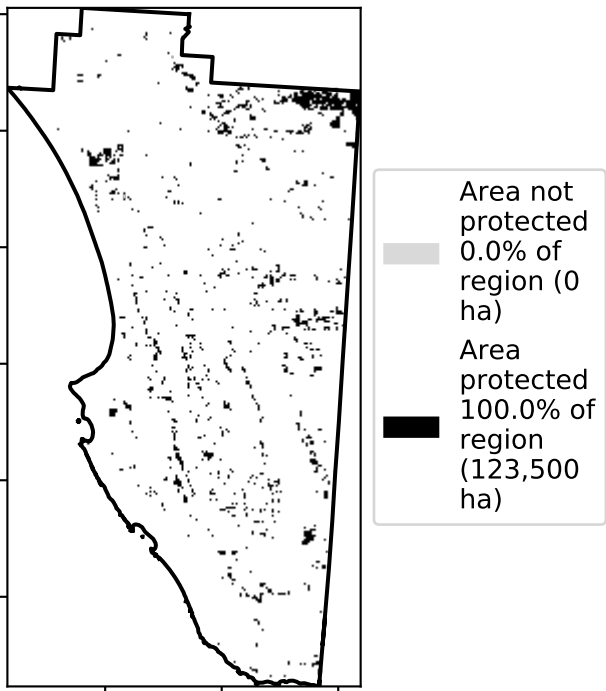 Area not
protected
0.0% of
region (0
ha)
Area
protected
100.0% of
region
(123,500
ha)